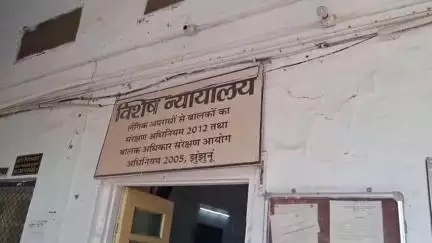 विशेष न्यायालय
लैंगिक अपराधों से बालकों का
संरक्षण अधिनियम 2012 तथा
बालक अधिकार संरक्षण आयोग
अधिनियम 2005, झुंझुनूं